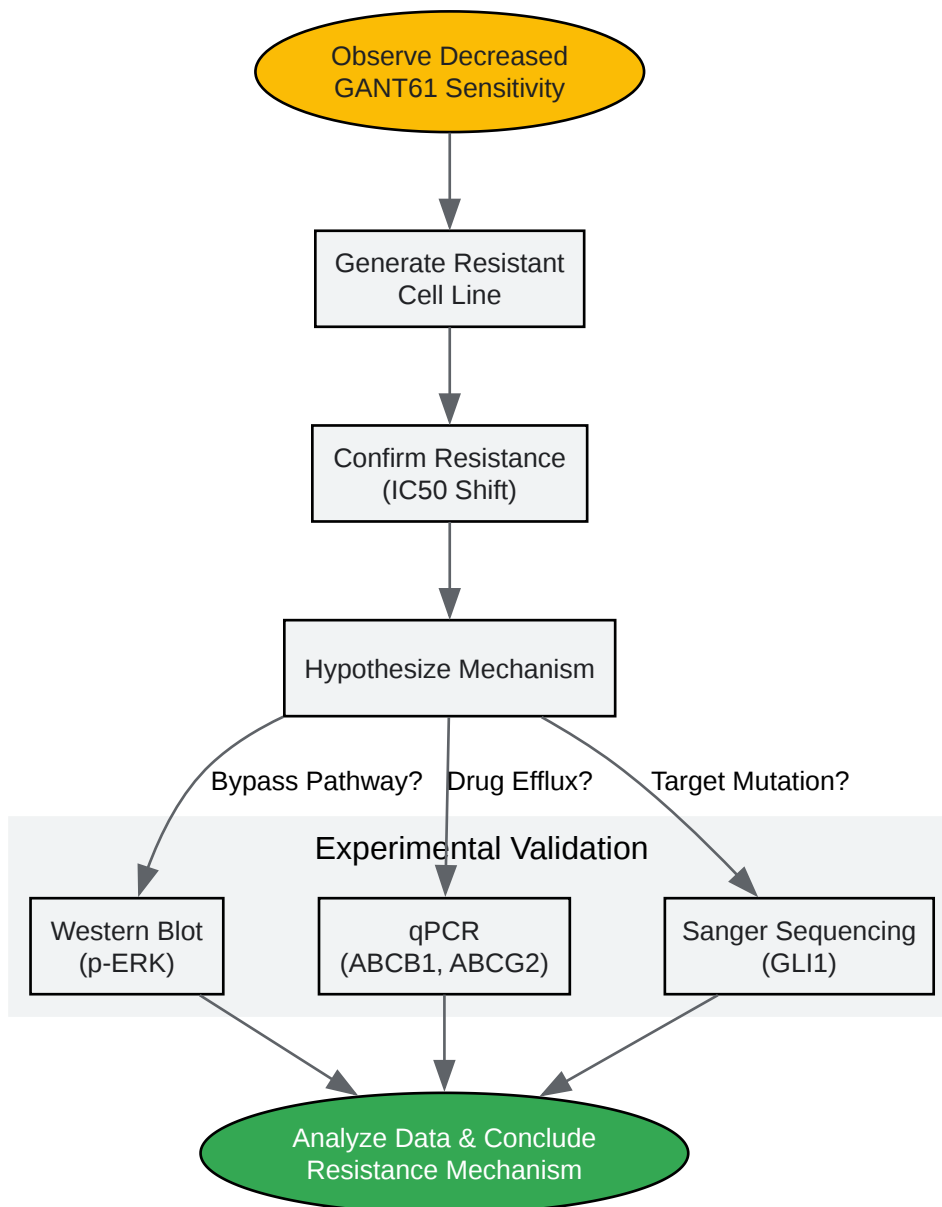 Observe Decreased
GANT61 Sensitivity
Generate Resistant
Cell Line
Confirm Resistance
(IC50 Shift)
Hypothesize Mechanism
Bypass Pathway?
Drug Efflux?
Target Mutation?
Experimental Validation
Western Blot
(p-ERK)
qPCR
(ABCB1, ABCG2)
Sanger Sequencing
(GLI1)
Analyze Data & Conclude
Resistance Mechanism